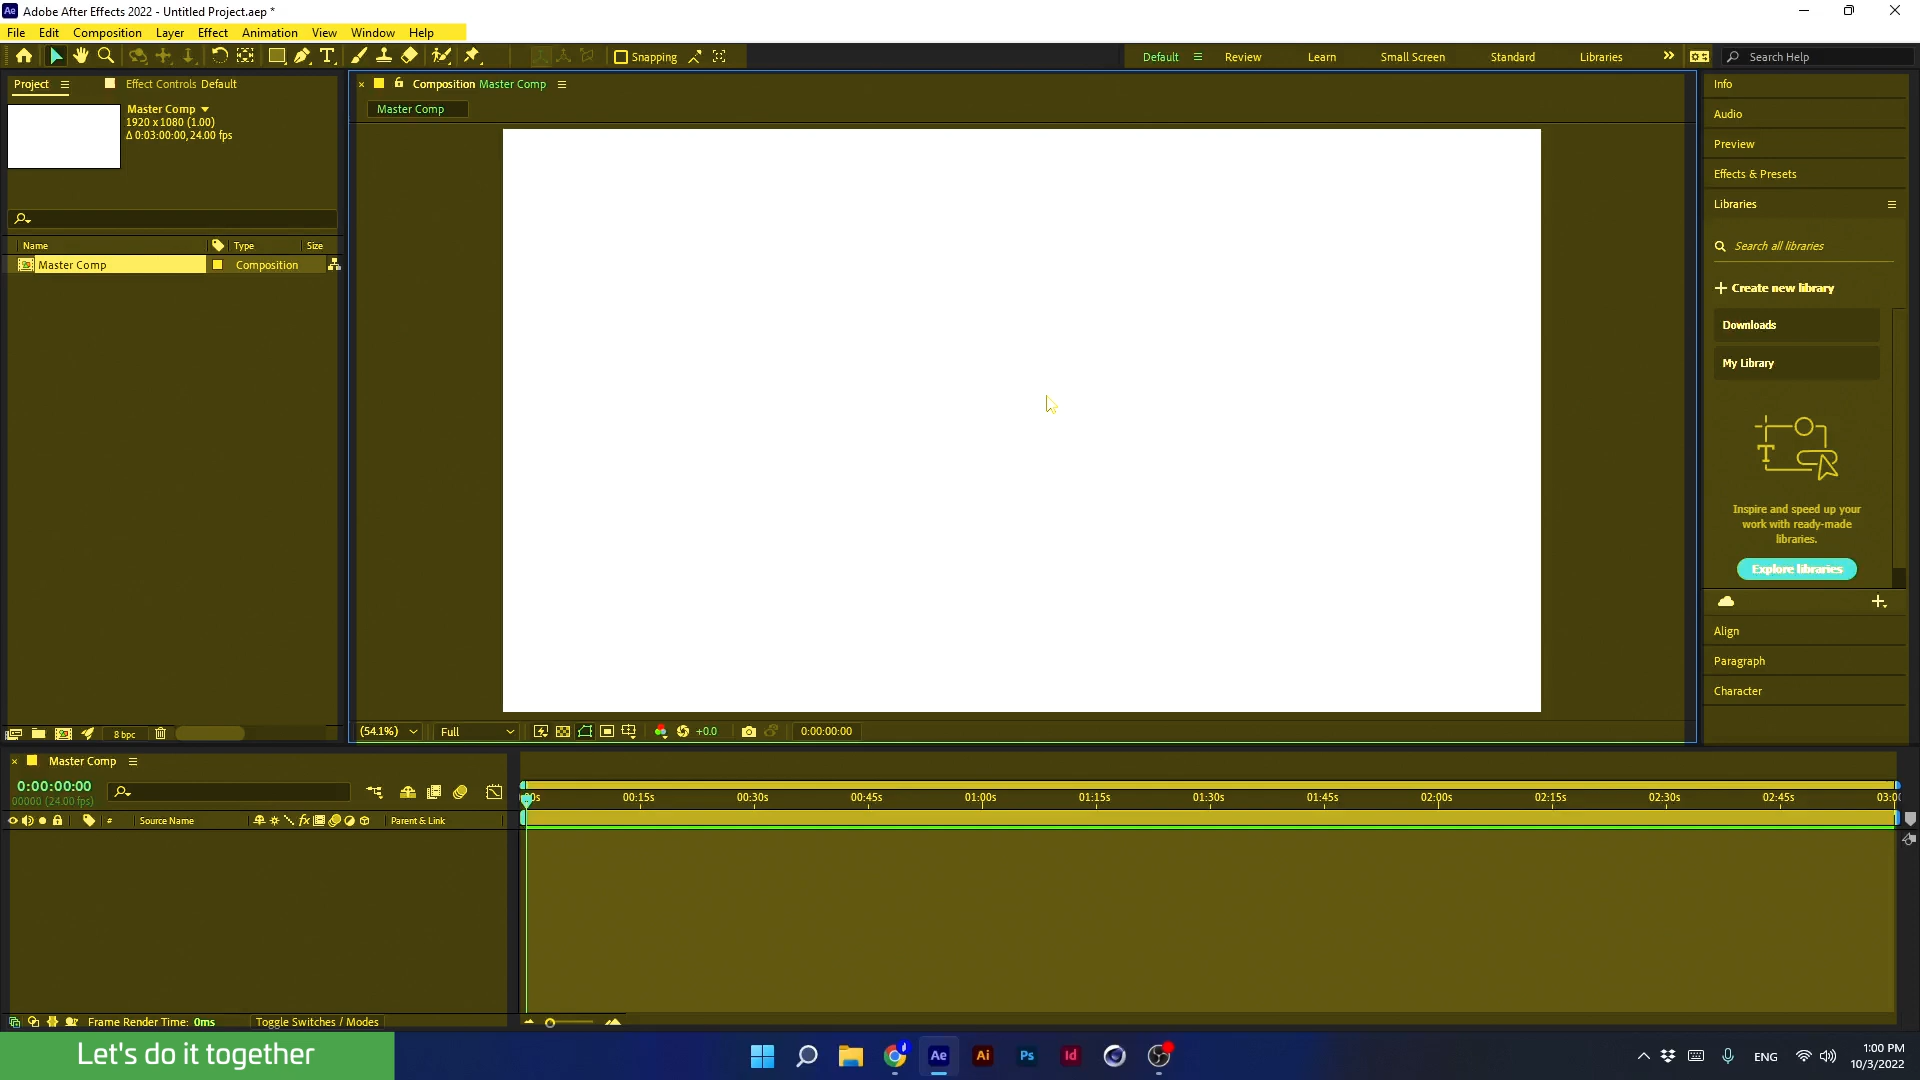 Adobe After Effects 2022 - Untitled Project.aep *
File Edit Composition Layer Effect Animation View Window Help
Snapping
Default Review Learn Small Screen Standard Libraries Search Help
Project Effect Controls Default
Master Comp
1920 x 1080 (1.00)
Δ 0:03:00:00, 24.00 fps
Name Type Size
Master Comp Composition
8 bpc
Composition Master Comp
Master Comp
(54.1%) Full +0.0 0:00:00:00
Info
Audio
Preview
Effects & Presets
Libraries
Search all libraries
Create new library
Downloads
My Library
T
Inspire and speed up your
work with ready-made
libraries.
Explore libraries
Align
Paragraph
Character
Master Comp
0:00:00:00
00000 (24.00 fps)
# Source Name fx Parent & Link
00:15s 00:30s 00:45s 01:00s 01:15s 01:30s 01:45s 02:00s 02:15s 02:30s 02:45s
Frame Render Time: 0ms Toggle Switches / Modes
Let's do it together
Ae Ai Ps Id
ENG
1:00 PM
10/3/2022